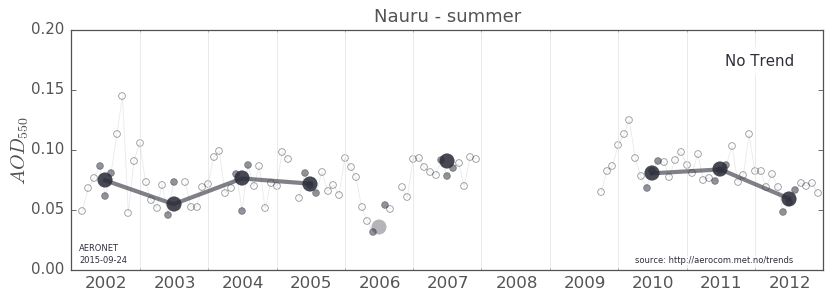 Nauru - summer
0.20
No Trend
0.15
AOD550
0.10
0.05
AERONET
2015-09-24
source: http://aerocom.met.no/trends
0.00
2002 2003 2004 2005 2006 2007 2008 2009 2010 2011 2012